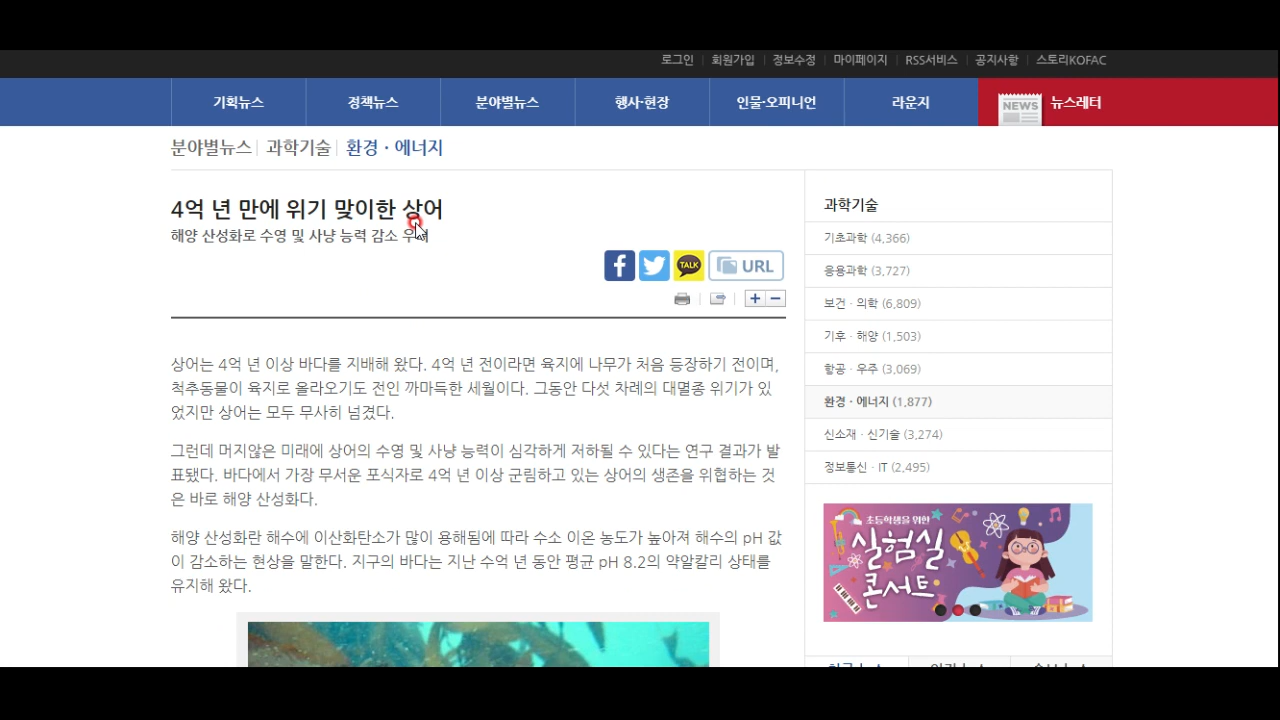 로그인 회원가입 정보수정 마이페이지 RSS서비스 공지사항 스토리KOFAC
기획뉴스 정책뉴스 분야별뉴스 행사·현장 인물·오피니언 라운지 NEWS 뉴스레터
분야별뉴스 과학기술 환경·에너지
4억 년 만에 위기 맞이한 상어
해양 산성화로 수영 및 사냥 능력 감소
TALK URL
상어는 4억 년 이상 바다를 지배해 왔다. 4억 년 전이라면 육지에 나무가 처음 등장하기 전이며,
척추동물이 육지로 올라오기도 전인 까마득한 세월이다. 그동안 다섯 차례의 대멸종 위기가 있
었지만 상어는 모두 무사히 넘겼다.
그런데 머지않은 미래에 상어의 수영 및 사냥 능력이 심각하게 저하될 수 있다는 연구 결과가 발
표됐다. 바다에서 가장 무서운 포식자로 4억 년 이상 군림하고 있는 상어의 생존을 위협하는 것
은 바로 해양 산성화다.
해양 산성화란 해수에 이산화탄소가 많이 용해됨에 따라 수소 이온 농도가 높아져 해수의 pH 값
이 감소하는 현상을 말한다. 지구의 바다는 지난 수억 년 동안 평균 pH 8.2의 약알칼리 상태를
유지해 왔다.
과학기술
기초과학 (4,366)
응용과학 (3,727)
보건·의학 (6,809)
기후·해양 (1,503)
항공·우주 (3,069)
환경·에너지 (1,877)
신소재·신기술 (3,274)
정보통신·IT (2,495)
초등학생을 위한
실험실
콘서트